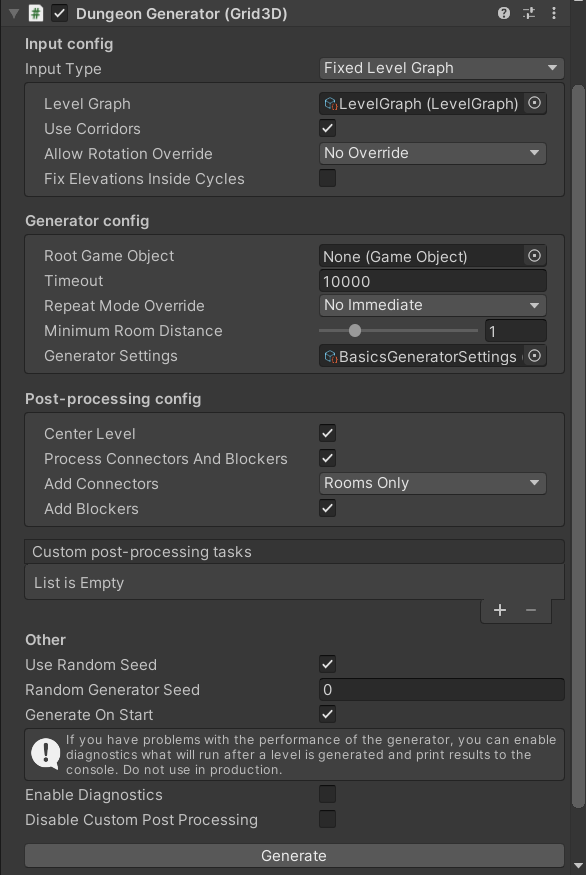 Dungeon Generator (Grid3D)
Input config
Input Type Fixed Level Graph
Level Graph LevelGraph (LevelGraph)
Use Corridors
Allow Rotation Override No Override
Fix Elevations Inside Cycles
Generator config
Root Game Object None (Game Object)
Timeout 10000
Repeat Mode Override No Immediate
Minimum Room Distance 1
Generator Settings BasicsGeneratorSettings
Post-processing config
Center Level
Process Connectors And Blockers
Add Connectors Rooms Only
Add Blockers
Custom post-processing tasks
List is Empty
Other
Use Random Seed
Random Generator Seed 0
Generate On Start
If you have problems with the performance of the generator, you can enable
diagnostics what will run after a level is generated and print results to the
console. Do not use in production.
Enable Diagnostics
Disable Custom Post Processing
Generate